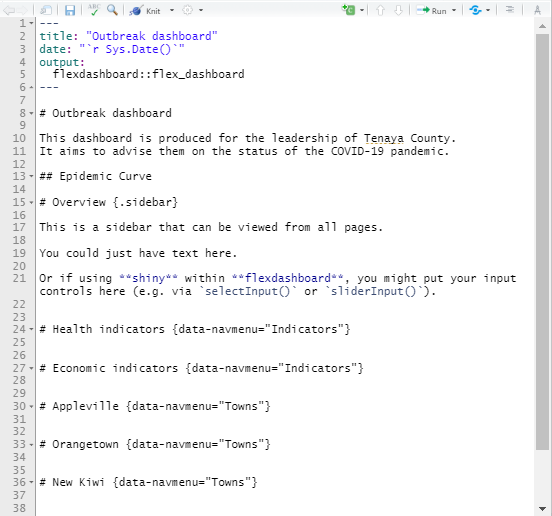 Knit
Run
1 ---
2 title: "Outbreak dashboard"
3 date: "`r Sys.Date()`"
4 output:
5 flexdashboard::flex_dashboard
6 ---
7
8 # Outbreak dashboard
9
10 This dashboard is produced for the leadership of Tenaya County.
11 It aims to advise them on the status of the COVID-19 pandemic.
12
13 ## Epidemic Curve
14
15 # Overview {.sidebar}
16
17 This is a sidebar that can be viewed from all pages.
18
19 You could just have text here.
20
21 Or if using **shiny** within **flexdashboard**, you might put your input
controls here (e.g. via `selectInput()` or `sliderInput()`).
22
23
24 # Health indicators {data-navmenu="Indicators"}
25
26
27 # Economic indicators {data-navmenu="Indicators"}
28
29
30 # Appleville {data-navmenu="Towns"}
31
32
33 # Orangetown {data-navmenu="Towns"}
34
35
36 # New Kiwi {data-navmenu="Towns"}
37
38